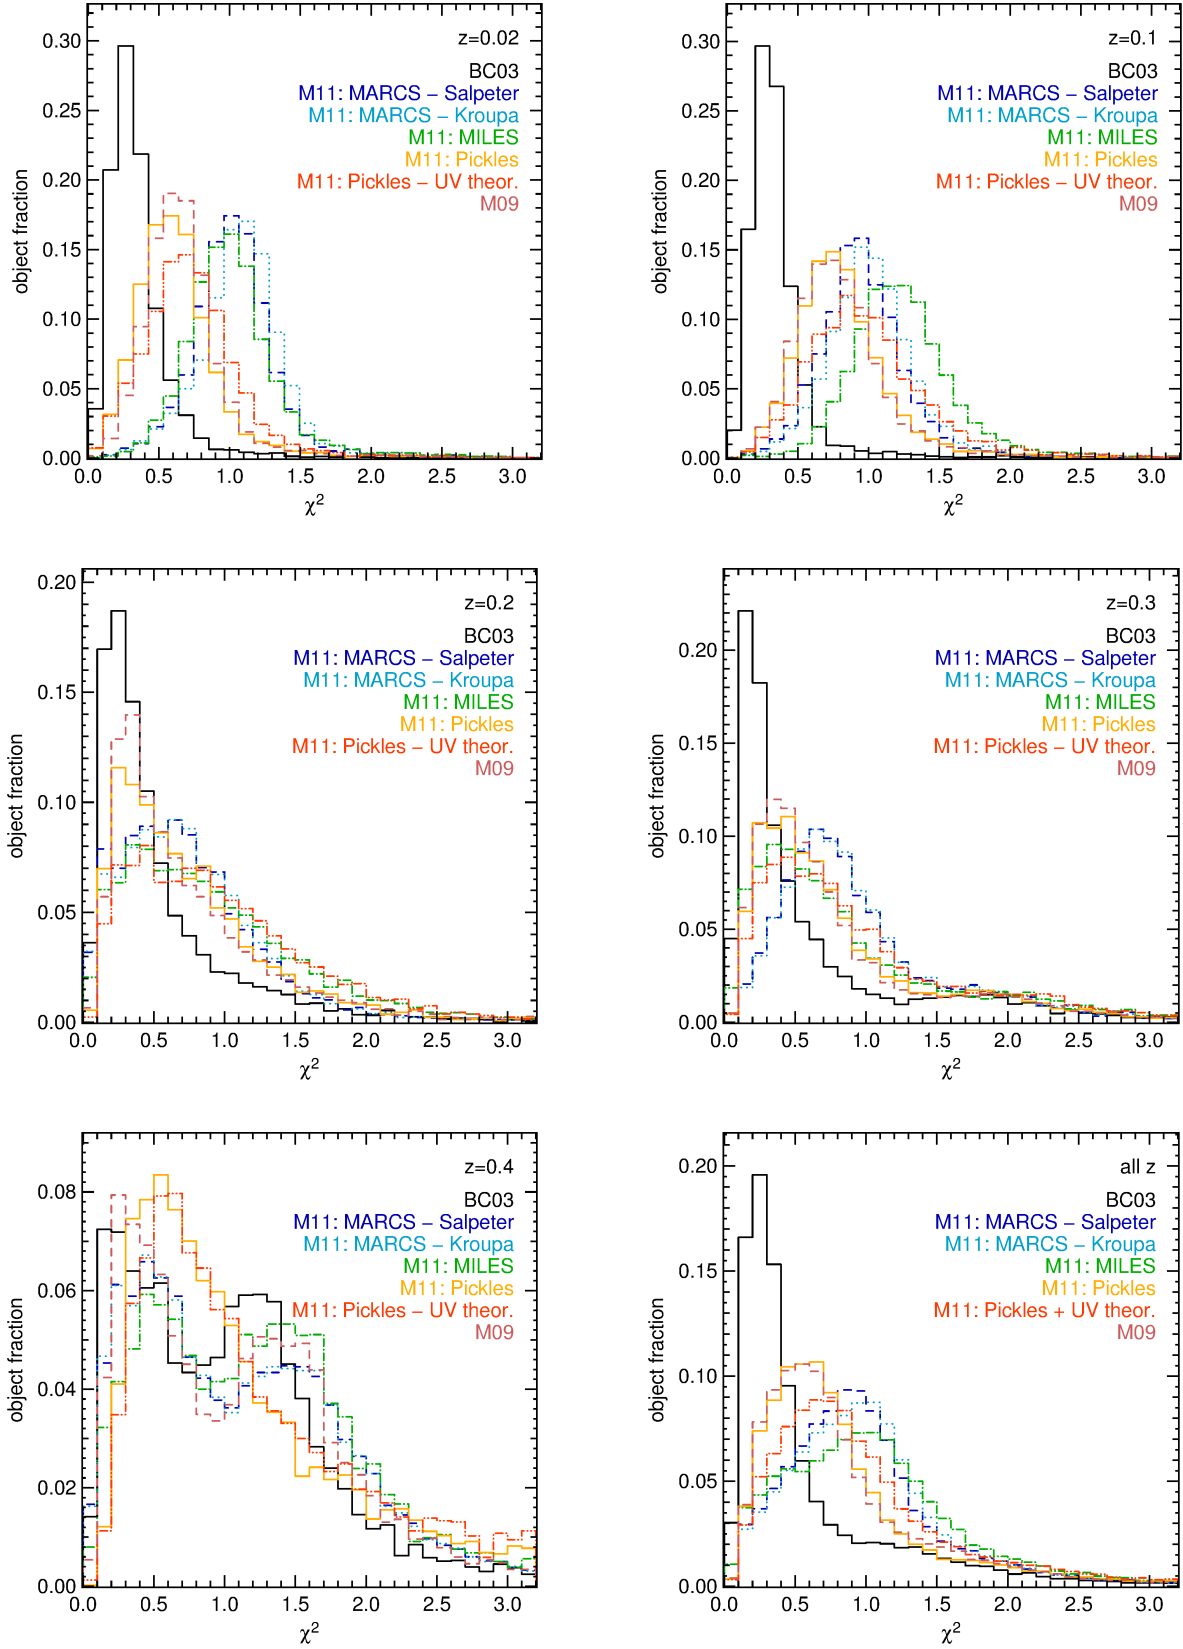 z=0.02
BC03
M11: MARCS − Salpeter
M11: MARCS − Kroupa
M11: MILES
M11: Pickles
M11: Pickles − UV theor.
M09
object fraction
0.30
0.25
0.20
0.15
0.10
0.05
0.00
0.0 0.5 1.0 1.5 2.0 2.5 3.0
χ²
z=0.1
BC03
M11: MARCS − Salpeter
M11: MARCS − Kroupa
M11: MILES
M11: Pickles
M11: Pickles − UV theor.
M09
object fraction
0.30
0.25
0.20
0.15
0.10
0.05
0.00
0.0 0.5 1.0 1.5 2.0 2.5 3.0
χ²
z=0.2
BC03
M11: MARCS − Salpeter
M11: MARCS − Kroupa
M11: MILES
M11: Pickles
M11: Pickles − UV theor.
M09
object fraction
0.20
0.15
0.10
0.05
0.00
0.0 0.5 1.0 1.5 2.0 2.5 3.0
χ²
z=0.3
BC03
M11: MARCS − Salpeter
M11: MARCS − Kroupa
M11: MILES
M11: Pickles
M11: Pickles − UV theor.
M09
object fraction
0.20
0.15
0.10
0.05
0.00
0.0 0.5 1.0 1.5 2.0 2.5 3.0
χ²
z=0.4
BC03
M11: MARCS − Salpeter
M11: MARCS − Kroupa
M11: MILES
M11: Pickles
M11: Pickles − UV theor.
M09
object fraction
0.08
0.06
0.04
0.02
0.00
0.0 0.5 1.0 1.5 2.0 2.5 3.0
χ²
all z
BC03
M11: MARCS − Salpeter
M11: MARCS − Kroupa
M11: MILES
M11: Pickles
M11: Pickles + UV theor.
M09
object fraction
0.20
0.15
0.10
0.05
0.00
0.0 0.5 1.0 1.5 2.0 2.5 3.0
χ²